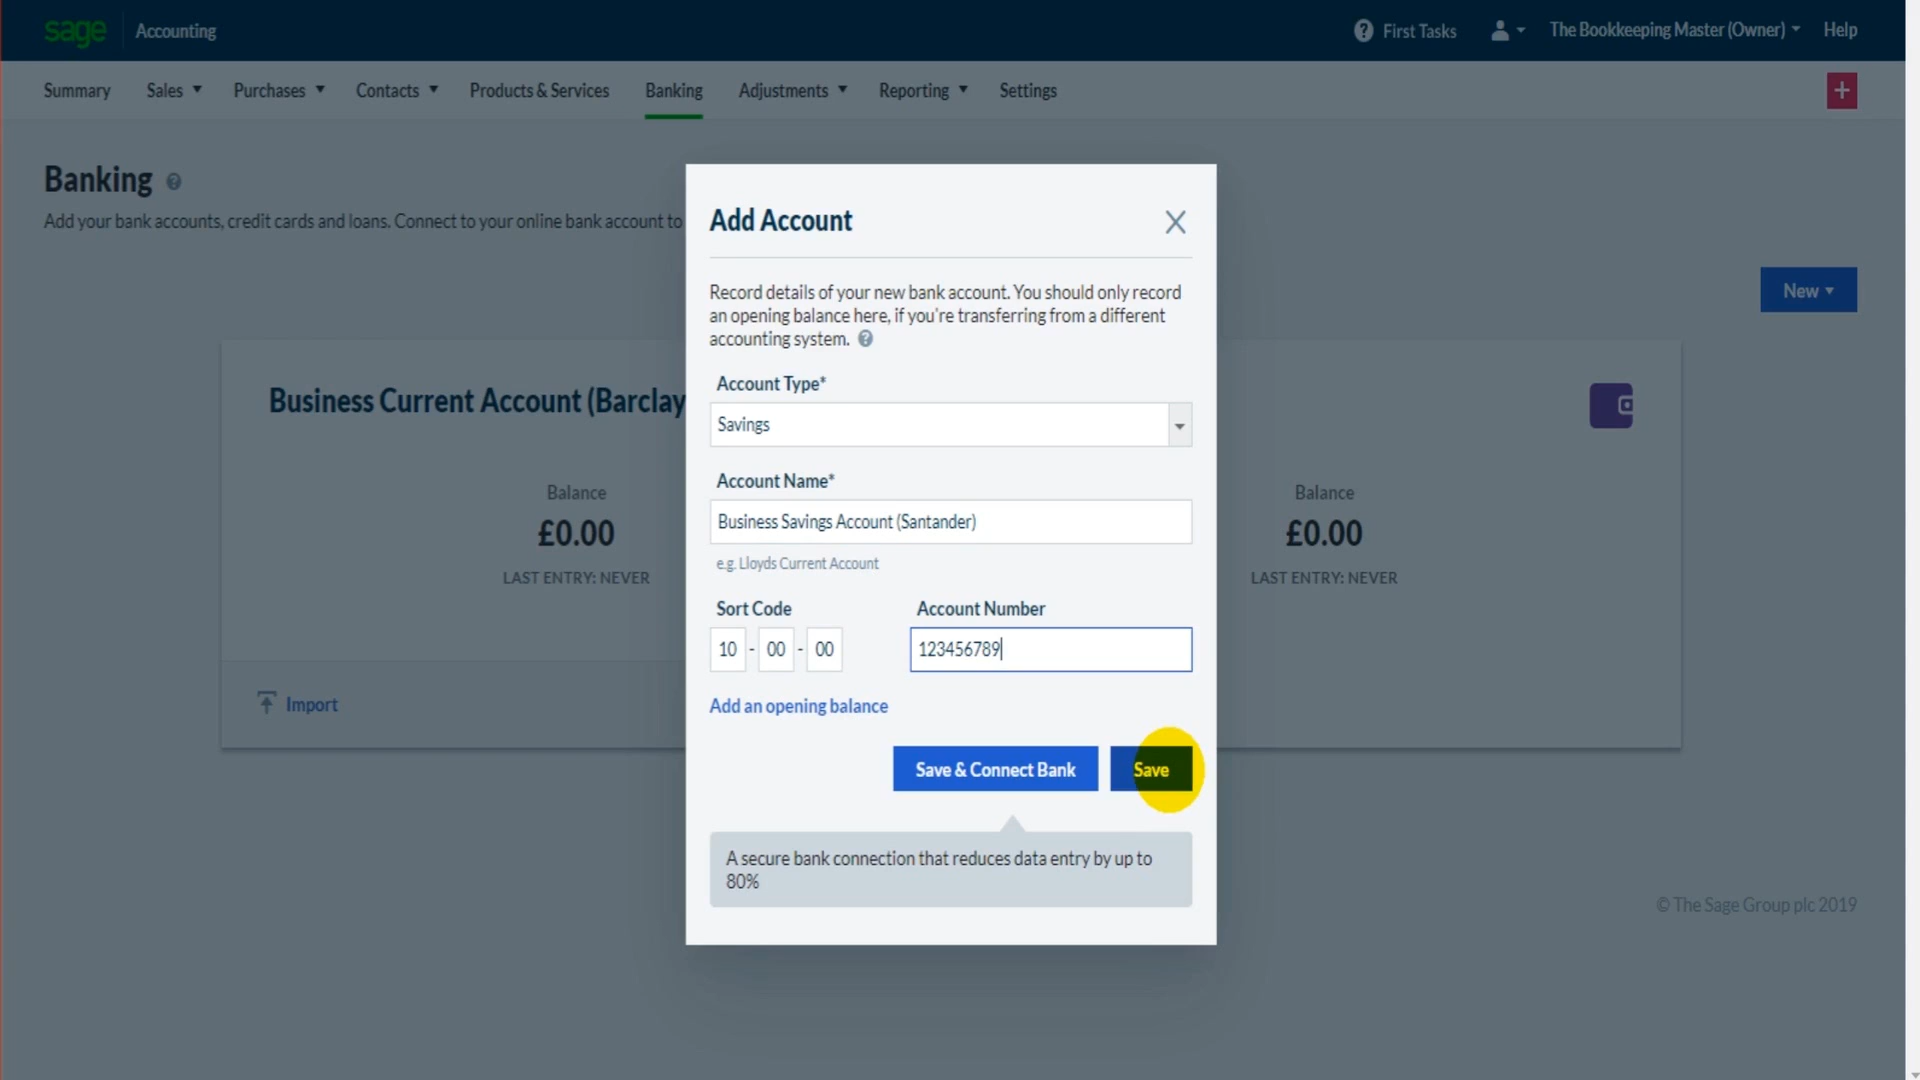 sage Accounting First Tasks The Bookkeeping Master (Owner) Help
Summary Sales Purchases Contacts Products & Services Banking Adjustments Reporting Settings +
Banking
Add your bank accounts, credit cards and loans. Connect to your online bank account to
New
Business Current Account (Barclay
Balance
£0.00
LAST ENTRY: NEVER
Balance
£0.00
LAST ENTRY: NEVER
Import
Add Account
Record details of your new bank account. You should only record
an opening balance here, if you're transferring from a different
accounting system.
Account Type*
Savings
Account Name*
Business Savings Account (Santander)
e.g. Lloyds Current Account
Sort Code Account Number
10 - 00 - 00 123456789
Add an opening balance
Save & Connect Bank Save
A secure bank connection that reduces data entry by up to
80%
© The Sage Group plc 2019